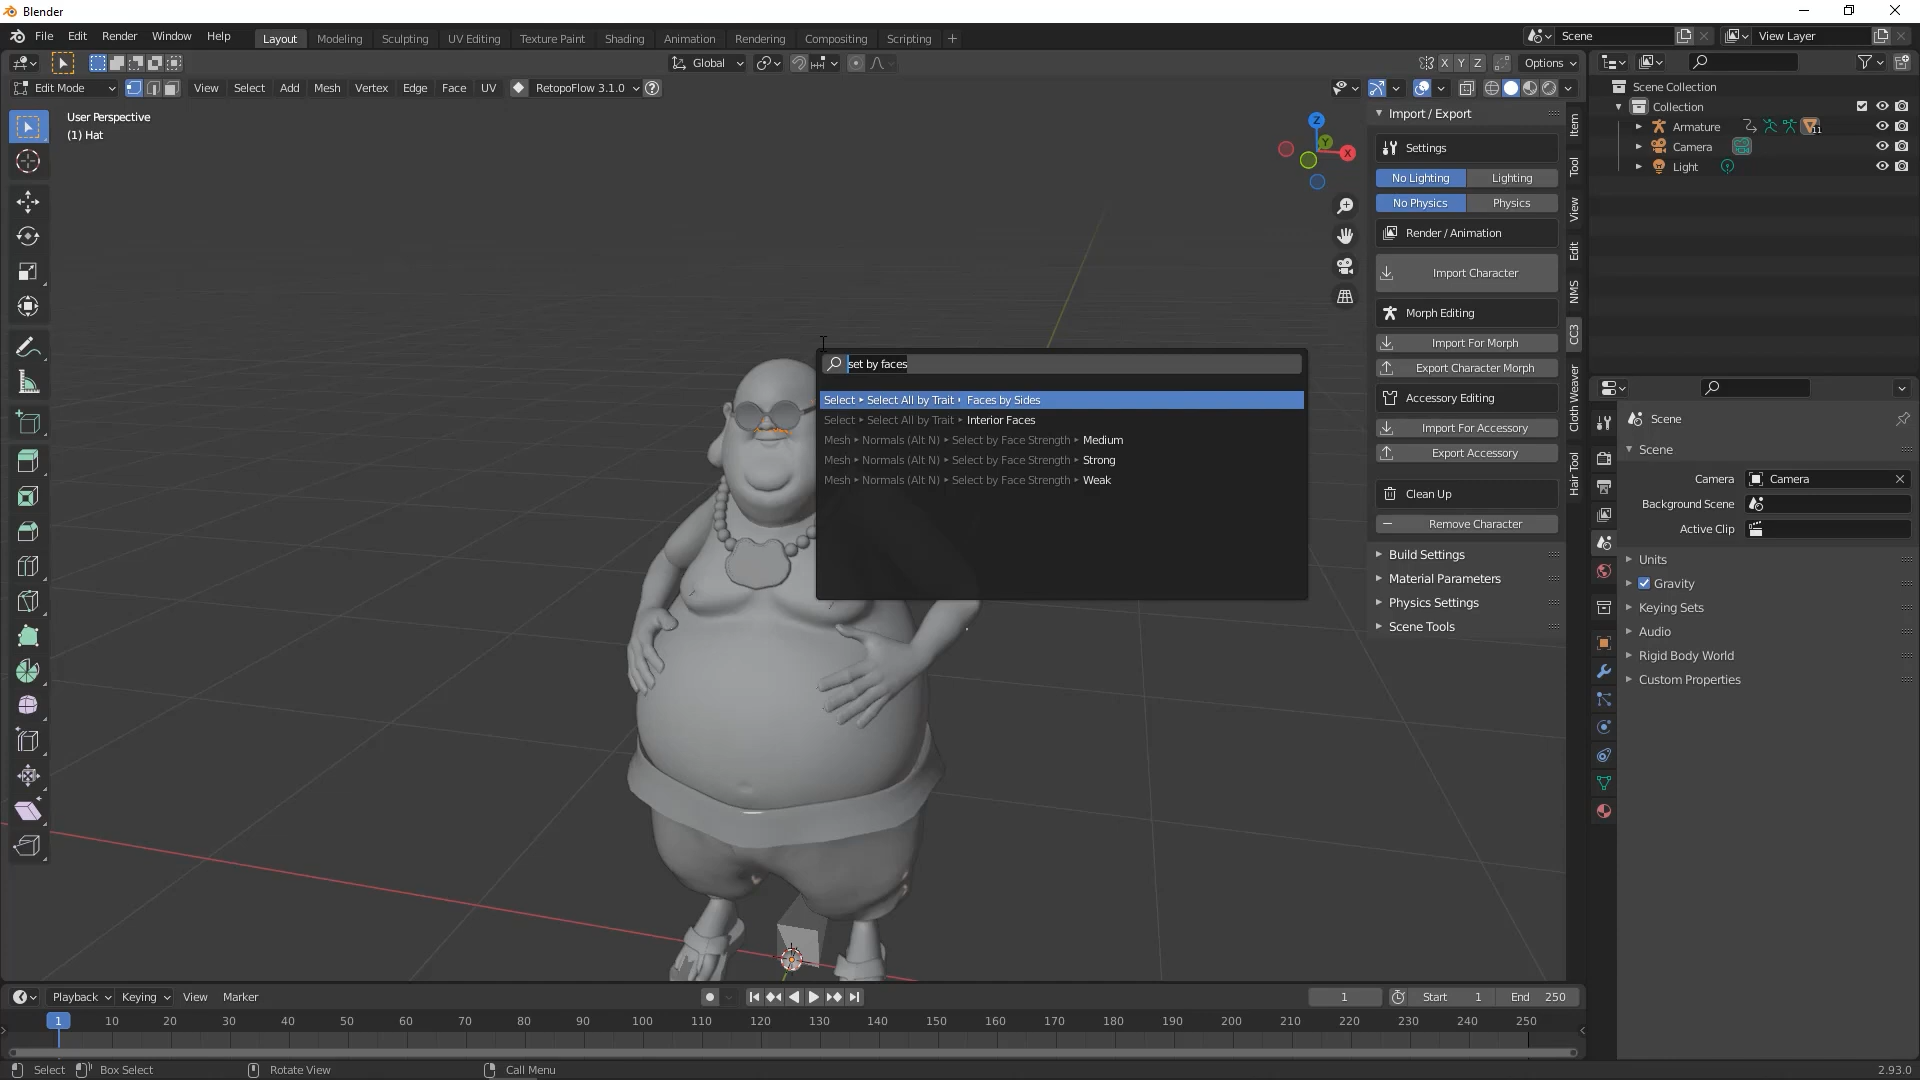 Blender
File Edit Render Window Help
Layout Modeling Sculpting UV Editing Texture Paint Shading Animation Rendering Compositing Scripting +
Scene
View Layer
Global
X Y Z
Options
Edit Mode View Select Add Mesh Vertex Edge Face UV RetopoFlow 3.1.0
User Perspective
(1) Hat
Z
Y
X
set by faces
Select Select All by Trait Faces by Sides
Select Select All by Trait Interior Faces
Mesh Normals (Alt N) Select by Face Strength Medium
Mesh Normals (Alt N) Select by Face Strength Strong
Mesh Normals (Alt N) Select by Face Strength Weak
Import / Export
Settings
No Lighting Lighting
No Physics Physics
Render / Animation
Import Character
Morph Editing
Import For Morph
Export Character Morph
Accessory Editing
Import For Accessory
Export Accessory
Clean Up
Remove Character
Build Settings
Material Parameters
Physics Settings
Scene Tools
Item
Tool
View
Edit
NMS
CC3
Cloth Weaver
Hair Tool
Scene Collection
Collection
Armature 11
Camera
Light
Scene
Scene
Camera Camera
Background Scene
Active Clip
Units
Gravity
Keying Sets
Audio
Rigid Body World
Custom Properties
Playback Keying View Marker
1 Start 1 End 250
1 10 20 30 40 50 60 70 80 90 100 110 120 130 140 150 160 170 180 190 200 210 220 230 240 250
Select Box Select Rotate View Call Menu 2.93.0